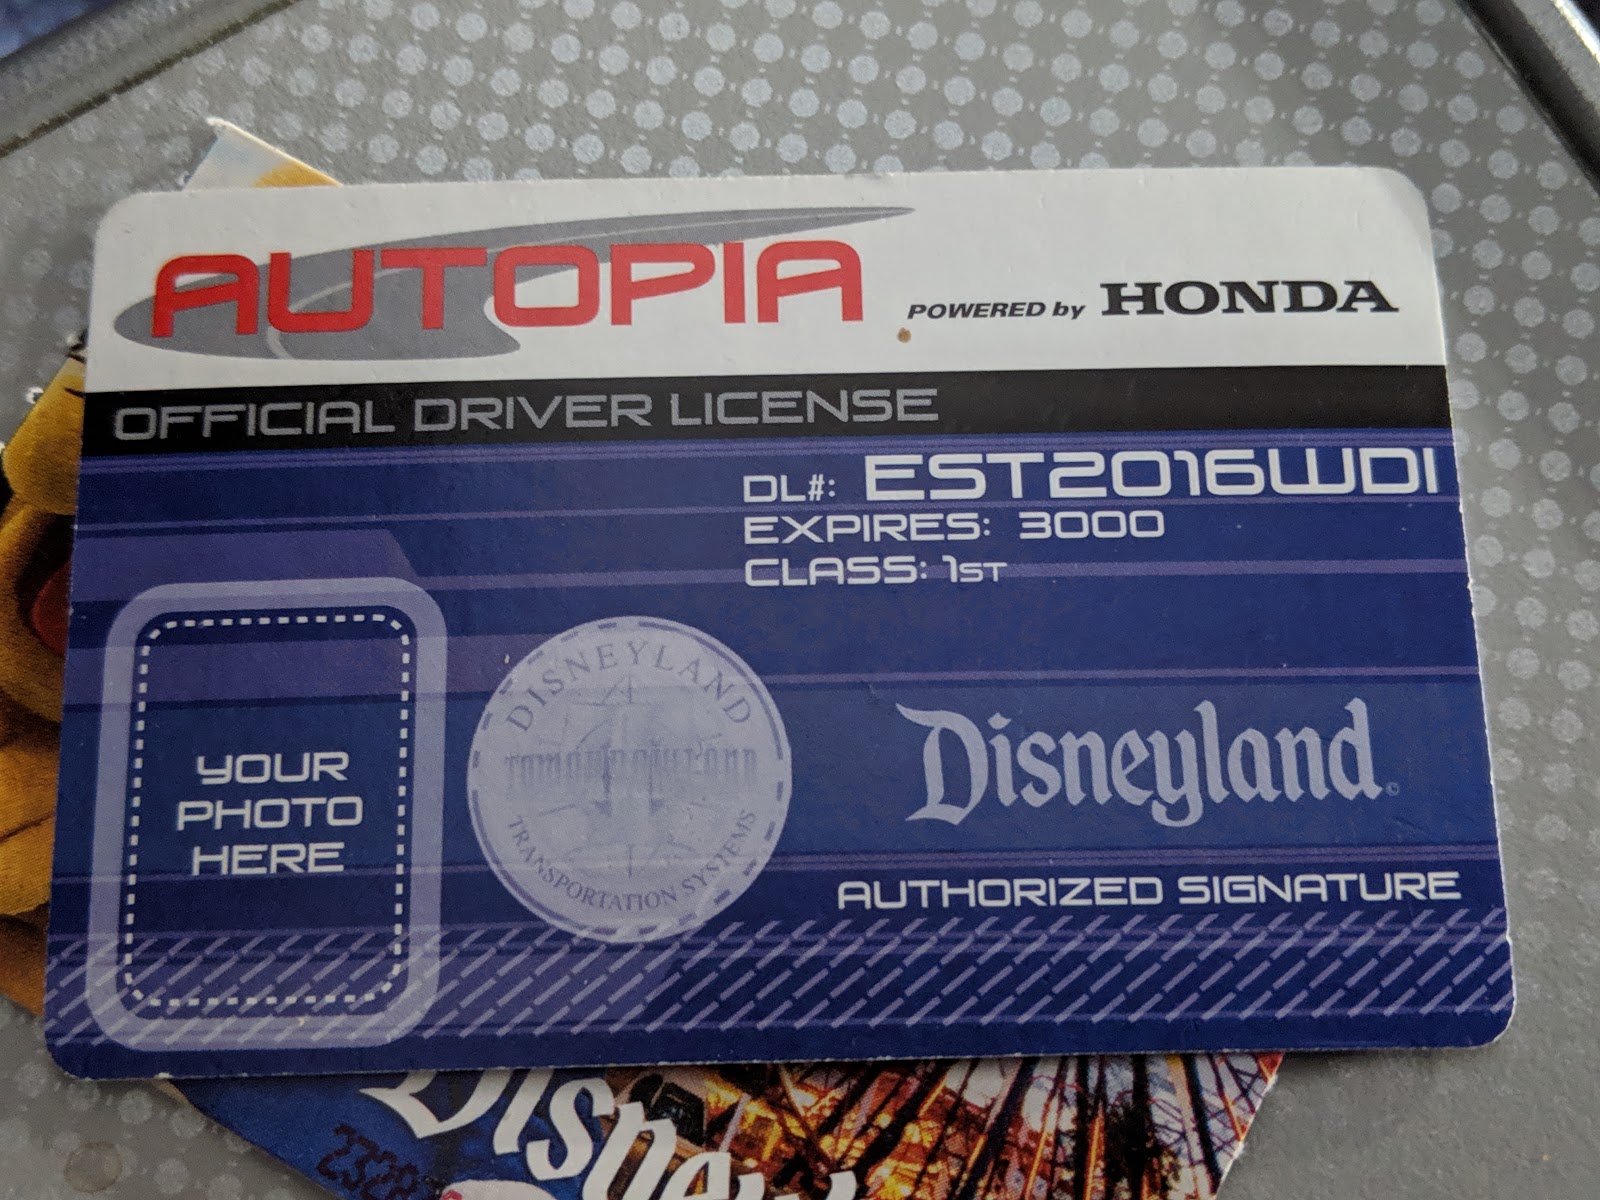 AUTOPIA
POWERED by HONDA
OFFICIAL DRIVER LICENSE
DL#: EST2016WDI
EXPIRES: 3000
CLASS: 1ST
YOUR
PHOTO
HERE
DISNEYLAND
TOMORROWLAND
TRANSPORTATION SYSTEMS
Disneyland©
AUTHORIZED SIGNATURE